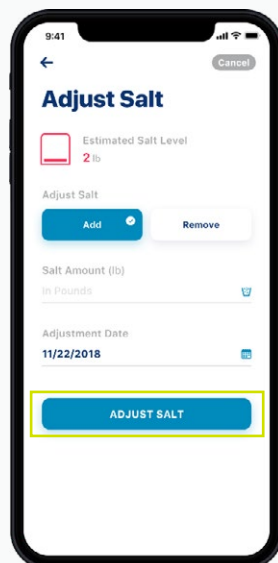 9:41
Cancel
Adjust Salt
Estimated Salt Level
2 lb
Adjust Salt
Add
Remove
Salt Amount (lb)
In Pounds
Adjustment Date
11/22/2018
ADJUST SALT